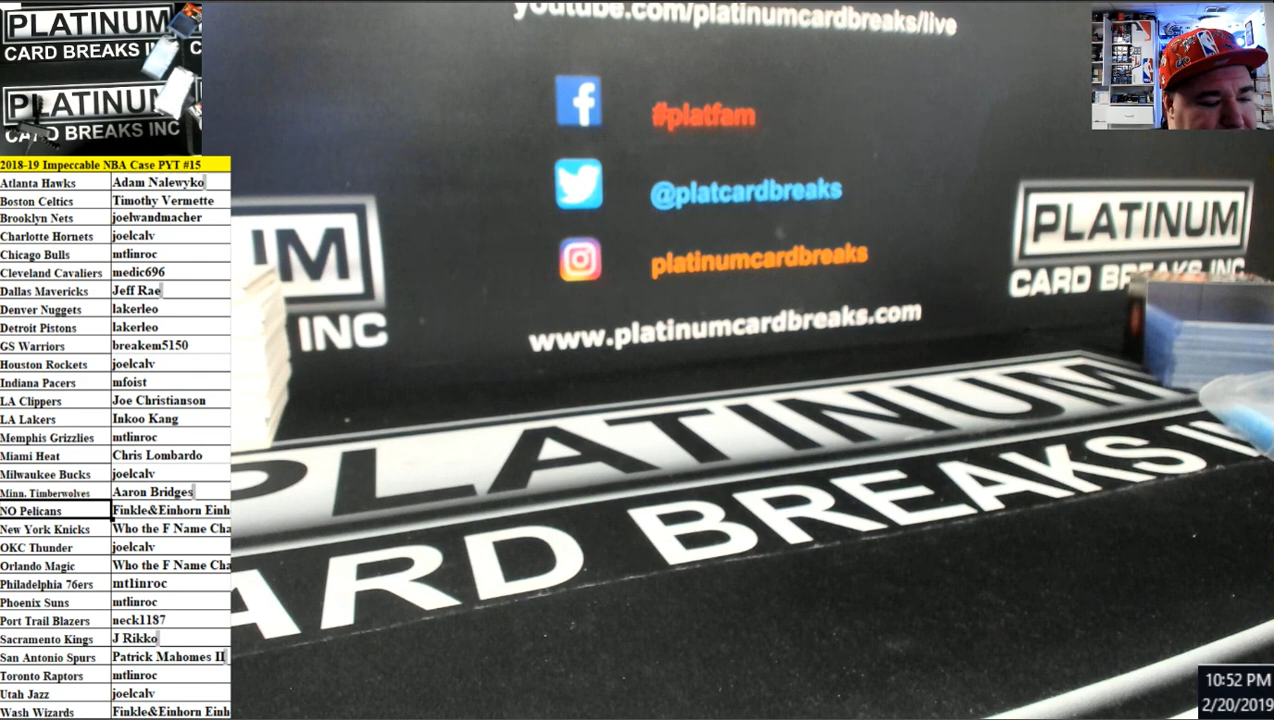 PLATINUM
CARD BREAKS IN
PLATINUM
CARD BREAKS INC
2018-19 Impeccable NBA Case PYT #15
Atlanta Hawks Adam Nalewyko
Boston Celtics Timothy Vermette
Brooklyn Nets joelwandmacher
Charlotte Hornets joelcalv
Chicago Bulls mtlinroc
Cleveland Cavaliers medic696
Dallas Mavericks Jeff Rae
Denver Nuggets lakerleo
Detroit Pistons lakerleo
GS Warriors breakem5150
Houston Rockets joelcalv
Indiana Pacers mfoist
LA Clippers Joe Christianson
LA Lakers Inkoo Kang
Memphis Grizzlies mtlinroc
Miami Heat Chris Lombardo
Milwaukee Bucks joelcalv
Minn. Timberwolves Aaron Bridges
NO Pelicans Finkle&Einhorn Einh
New York Knicks Who the F Name Cha
OKC Thunder joelcalv
Orlando Magic Who the F Name Cha
Philadelphia 76ers mtlinroc
Phoenix Suns mtlinroc
Port Trail Blazers neck1187
Sacramento Kings J Rikko
San Antonio Spurs Patrick Mahomes II
Toronto Raptors mtlinroc
Utah Jazz joelcalv
Wash Wizards Finkle&Einhorn Einh
youtube.com/platinumcardbreaks/live
#platfam
@platcardbreaks
platinumcardbreaks
www.platinumcardbreaks.com
UM
INC
PLATINUM
CARD BREAKS INC
PLATINUM
ARD BREAKS IN
10:52 PM
2/20/2019